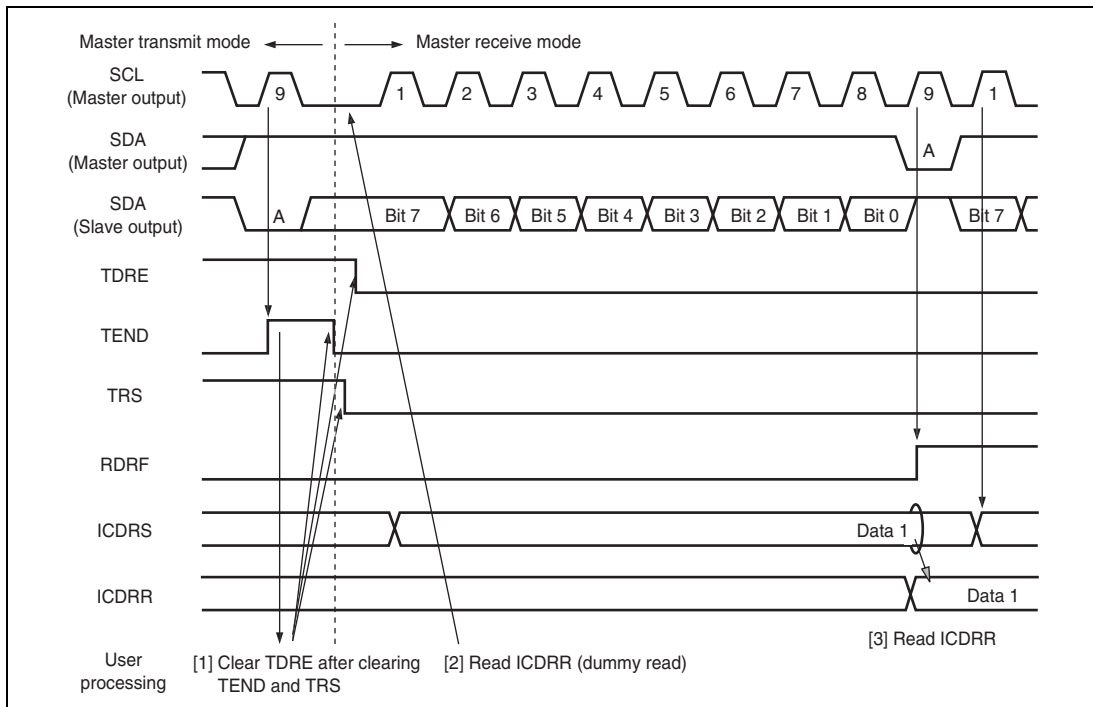 Master transmit mode Master receive mode
SCL
(Master output)
9 1 2 3 4 5 6 7 8 9 1
SDA
(Master output)
A
SDA
(Slave output)
A Bit 7 Bit 6 Bit 5 Bit 4 Bit 3 Bit 2 Bit 1 Bit 0 Bit 7
TDRE
TEND
TRS
RDRF
ICDRS
Data 1
ICDRR
Data 1
User
processing
[1] Clear TDRE after clearing
TEND and TRS
[2] Read ICDRR (dummy read)
[3] Read ICDRR